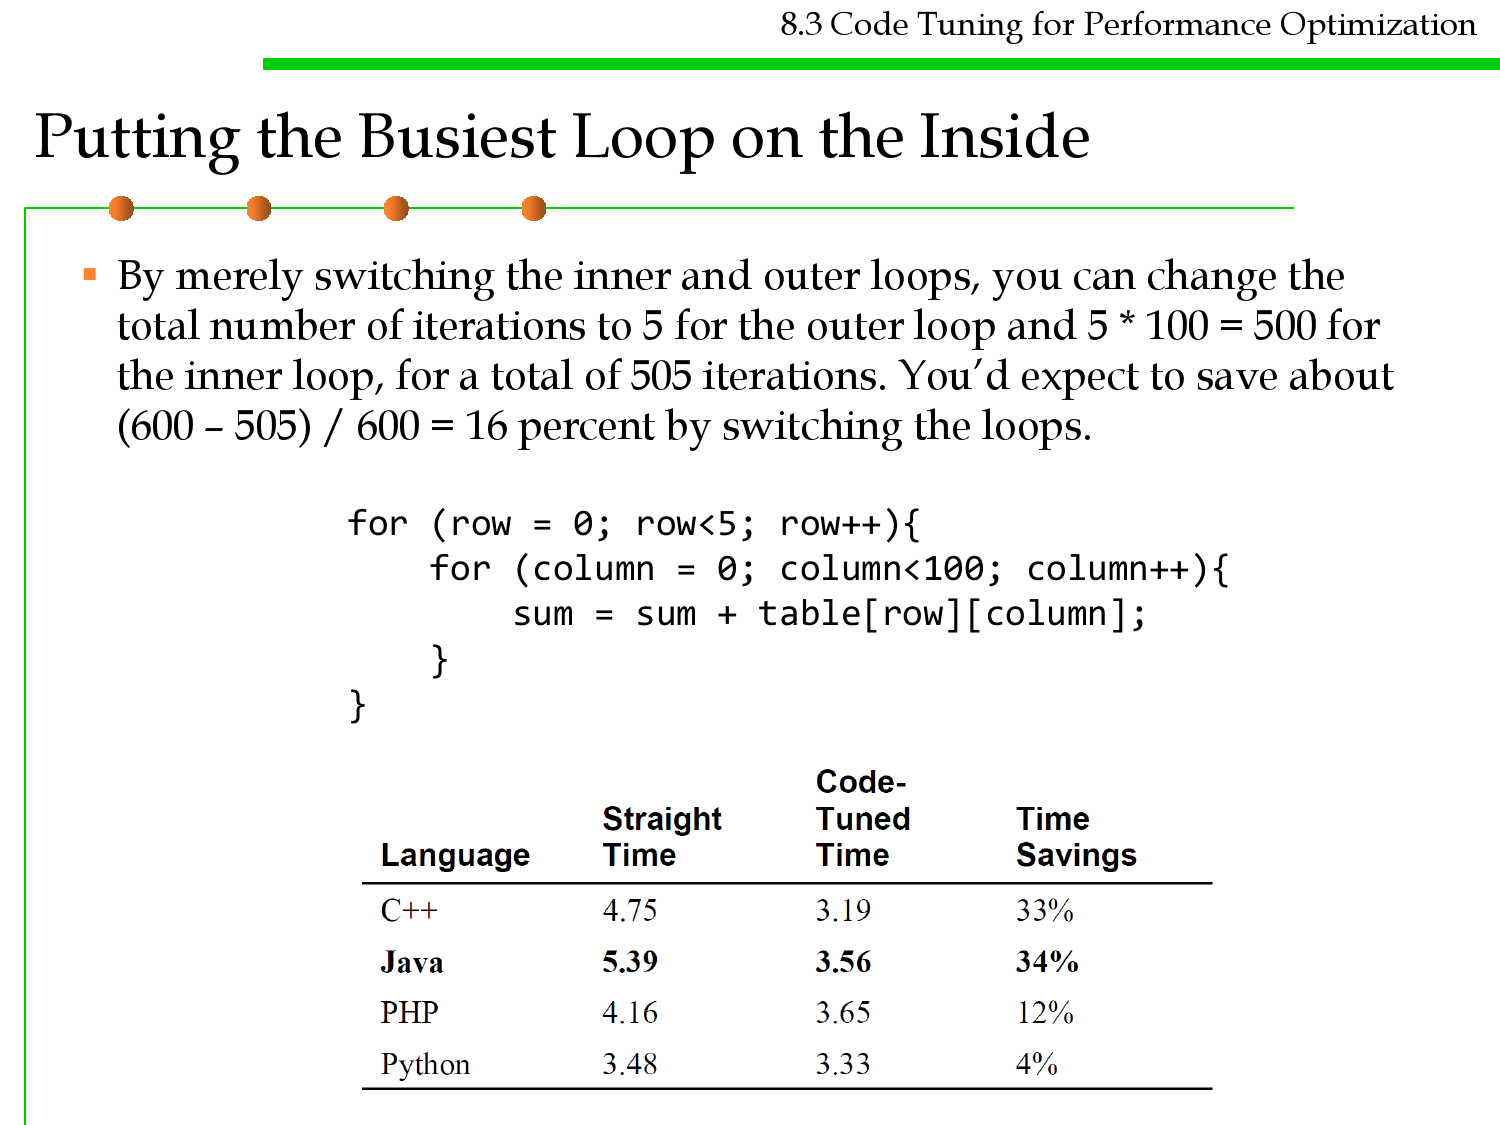 8.3 Code Tuning for Performance Optimization
Putting the Busiest Loop on the Inside
By merely switching the inner and outer loops, you can change the
total number of iterations to 5 for the outer loop and 5 * 100 = 500 for
the inner loop, for a total of 505 iterations. You’d expect to save about
(600 – 505) / 600 = 16 percent by switching the loops.
for (row = 0; row<5; row++){
    for (column = 0; column<100; column++){
        sum = sum + table[row][column];
    }
}
Language Straight Time Code-Tuned Time Time Savings
C++ 4.75 3.19 33%
Java 5.39 3.56 34%
PHP 4.16 3.65 12%
Python 3.48 3.33 4%